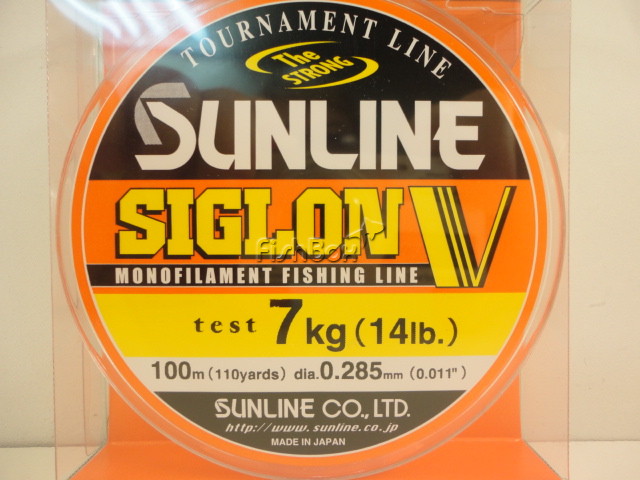 TOURNAMENT LINE
The STRONG
SUNLINE
SIGLON V
FishBox
MONOFILAMENT FISHING LINE
test 7kg (14lb.)
100m (110yards) dia.0.285mm (0.011")
SUNLINE CO., LTD.
http://www.sunline.co.jp
MADE IN JAPAN